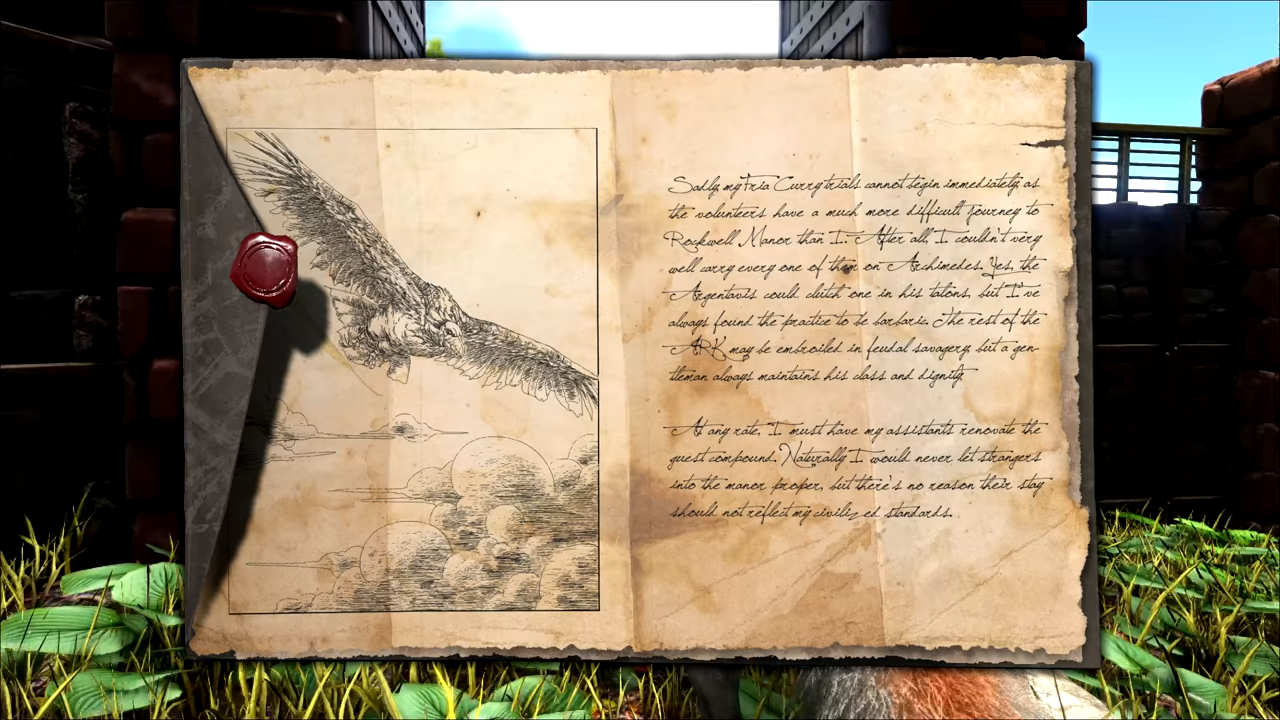 Sadly, my Fria Curry trials cannot begin immediately, as
the volunteers have a much more difficult journey to
Rockwell Manor than I. After all, I couldn't very
well carry every one of them on Archimedes. Yes, the
Argentavis could clutch one in his talons, but I've
always found the practice to be barbaric. The rest of the
ARK may be embroiled in feudal savagery, but a gen-
tleman always maintains his class and dignity.
At any rate, I must have my assistants renovate the
guest compound. Naturally I would never let strangers
into the manor proper, but there's no reason their stay
should not reflect my civilized standards.